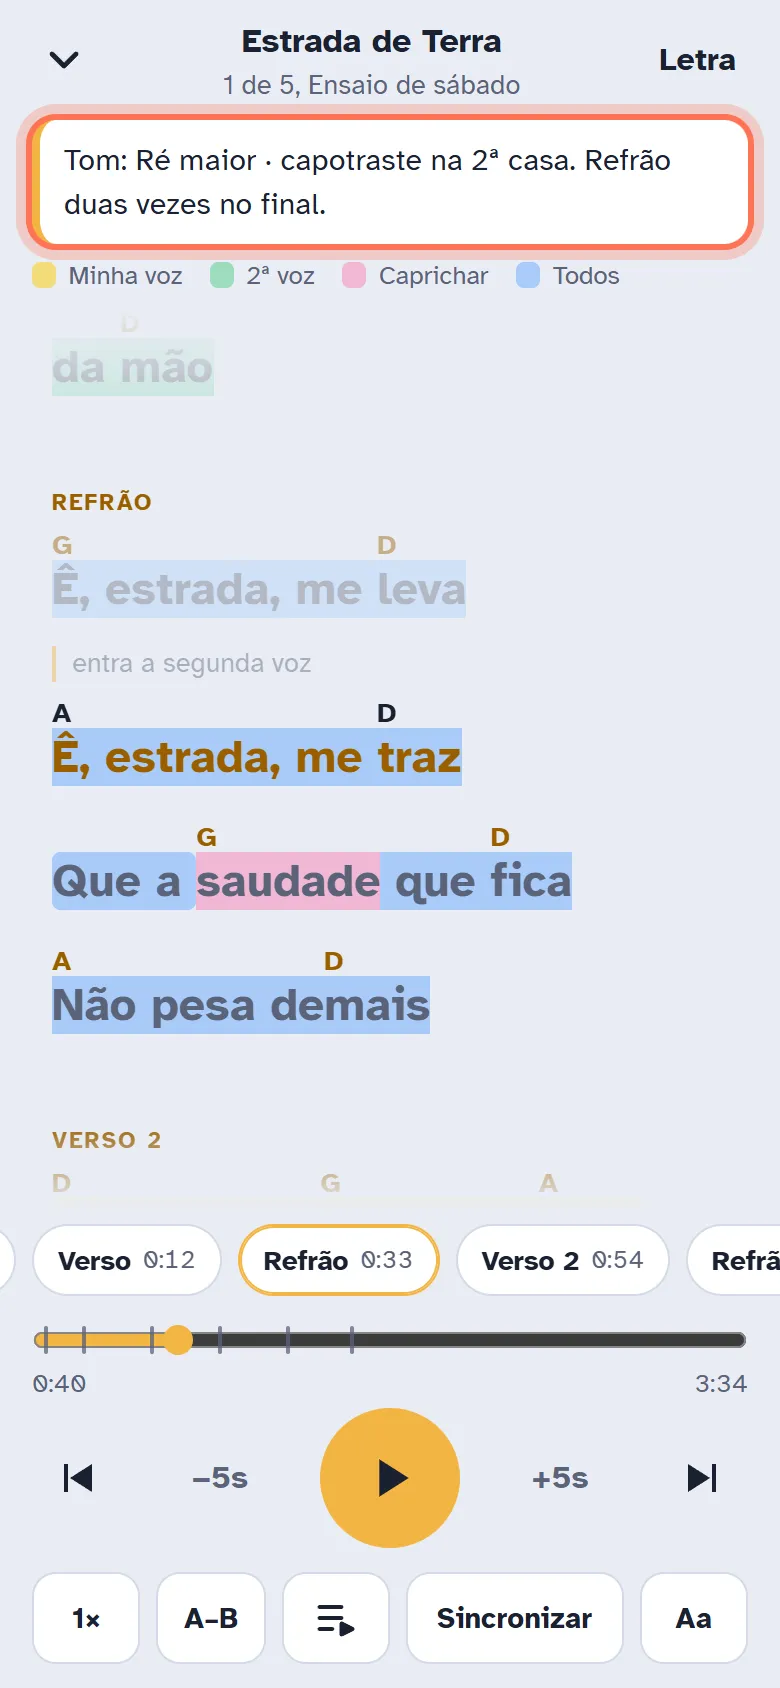 Estrada de Terra
1 de 5, Ensaio de sábado
Letra
Tom: Ré maior · capotraste na 2ª casa. Refrão
duas vezes no final.
Minha voz 2ª voz Caprichar Todos
D
da mão
REFRÃO
G D
Ê, estrada, me leva
entra a segunda voz
A D
Ê, estrada, me traz
G D
Que a saudade que fica
A D
Não pesa demais
VERSO 2
D G A
Verso 0:12 Refrão 0:33 Verso 2 0:54 Refrã
0:40 3:34
–5s +5s
1× A–B Sincronizar Aa